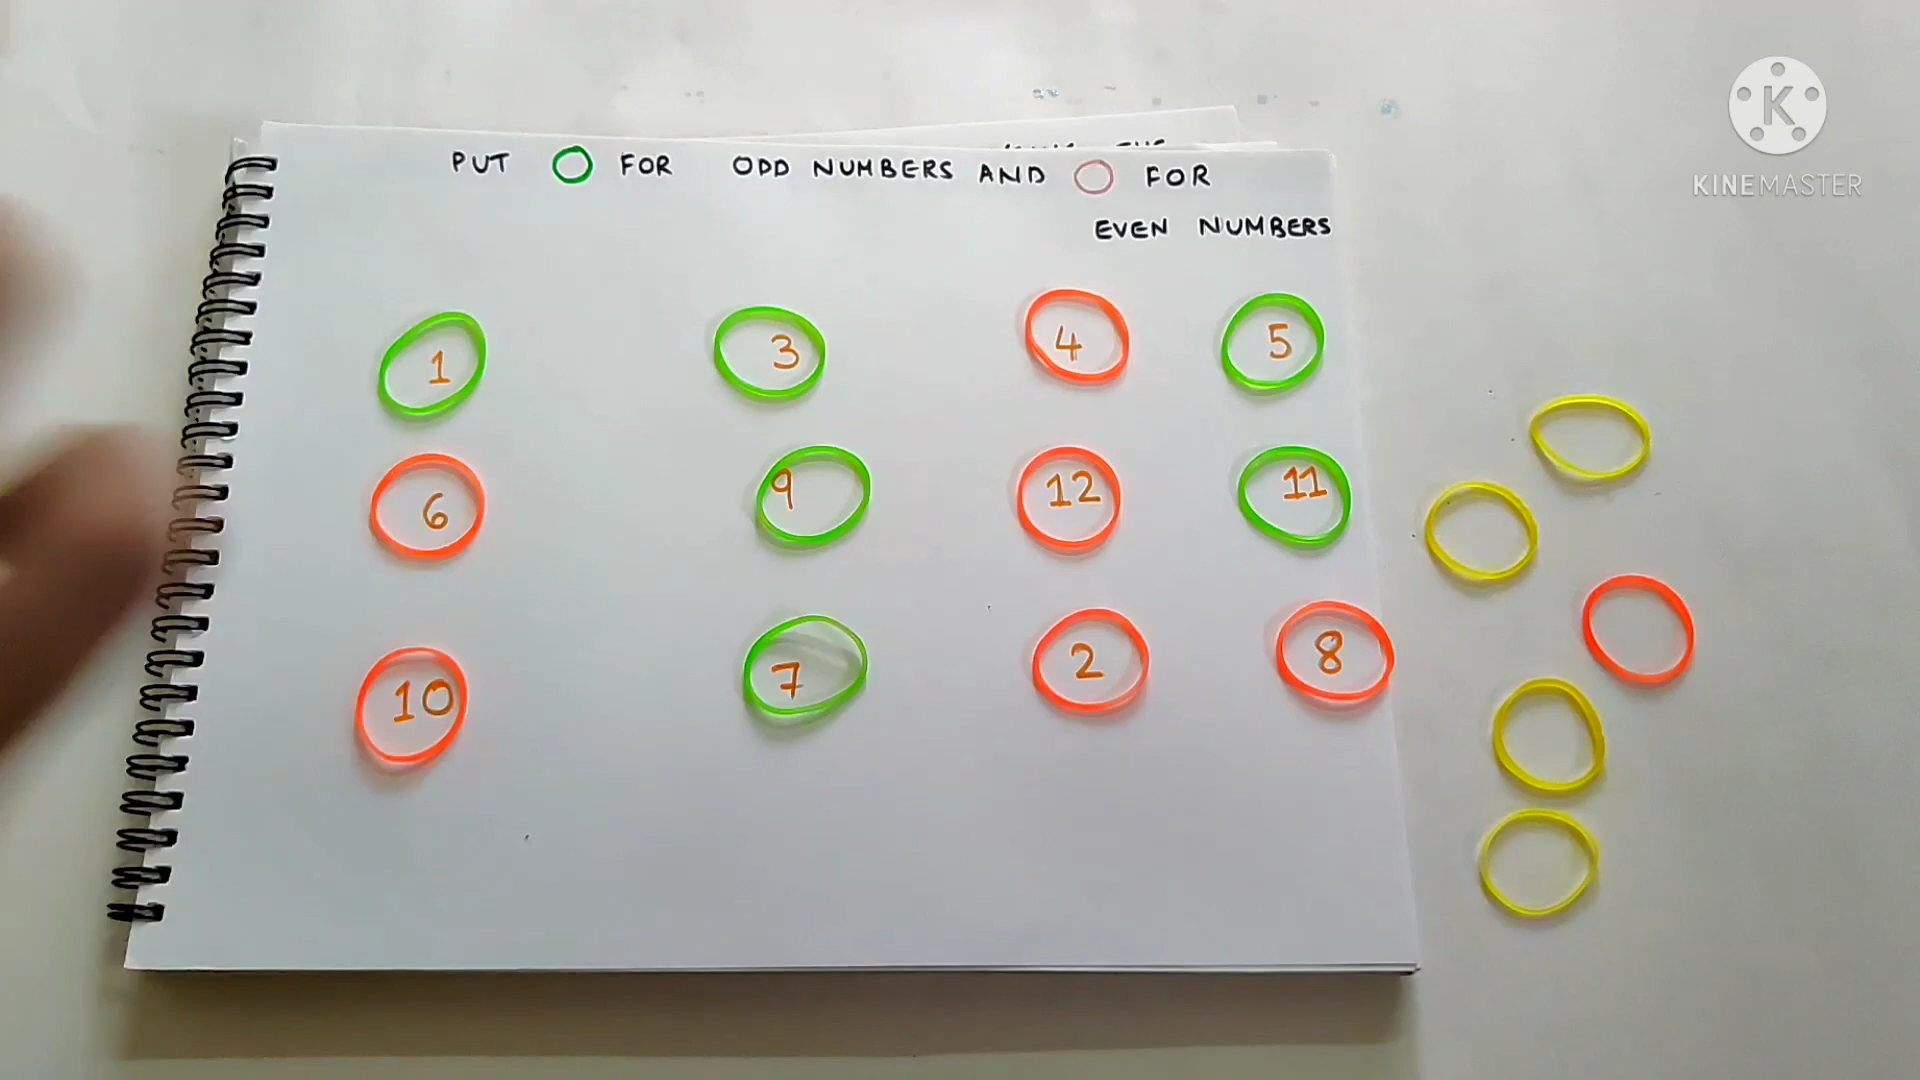 PUT FOR ODD NUMBERS AND FOR
EVEN NUMBERS
1 3 4 5
6 9 12 11
10 7 2 8
K
KINEMASTER